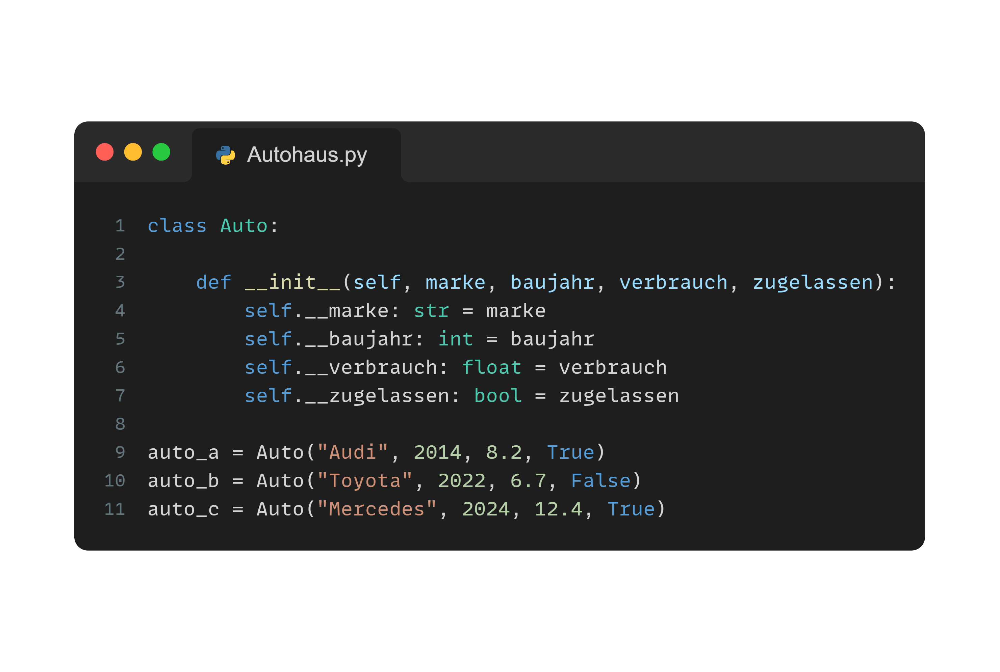 Autohaus.py
1 class Auto:
2
3     def __init__(self, marke, baujahr, verbrauch, zugelassen):
4         self.__marke: str = marke
5         self.__baujahr: int = baujahr
6         self.__verbrauch: float = verbrauch
7         self.__zugelassen: bool = zugelassen
8
9 auto_a = Auto("Audi", 2014, 8.2, True)
10 auto_b = Auto("Toyota", 2022, 6.7, False)
11 auto_c = Auto("Mercedes", 2024, 12.4, True)